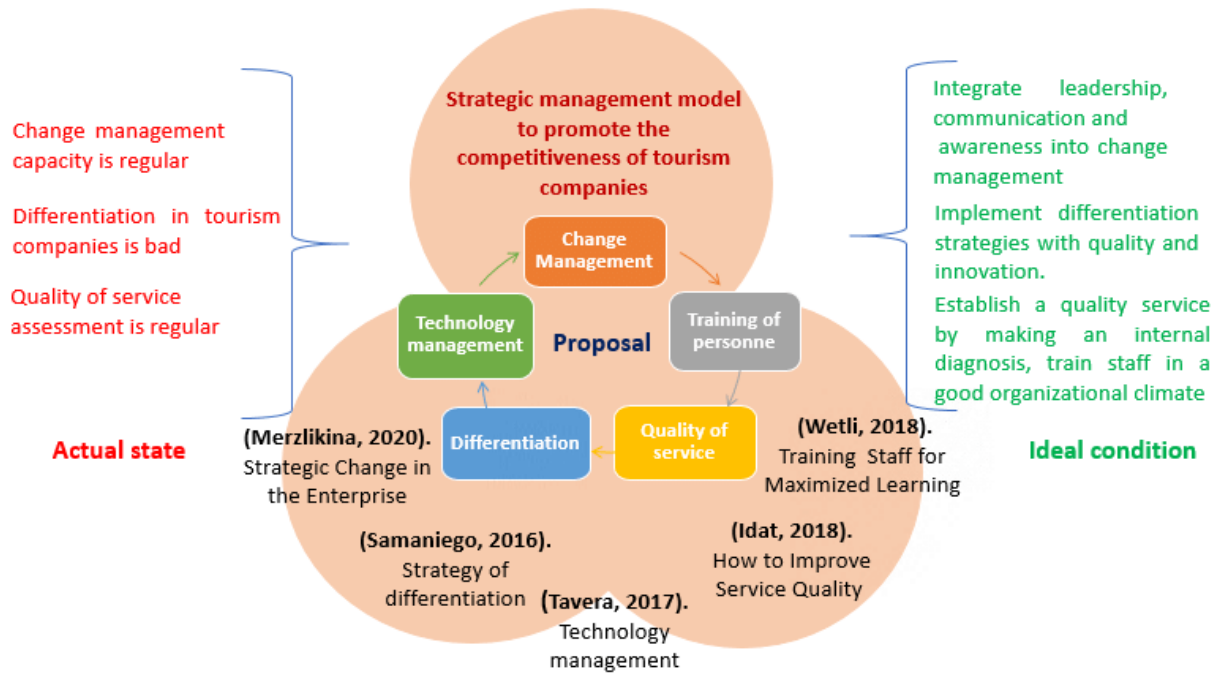 Change management
capacity is regular
Differentiation in tourism
companies is bad
Quality of service
assessment is regular
Actual state
Strategic management model
to promote the
competitiveness of tourism
companies
Change
Management
Technology
management
Proposal
Training of
personne
Differentiation
Quality of
service
(Merzlikina, 2020).
Strategic Change in
the Enterprise
(Samaniego, 2016).
Strategy of
differentiation
(Tavera, 2017).
Technology
management
(Idat, 2018).
How to Improve
Service Quality
(Wetli, 2018).
Training Staff for
Maximized Learning
Integrate leadership,
communication and
awareness into change
management
Implement differentiation
strategies with quality and
innovation.
Establish a quality service
by making an internal
diagnosis, train staff in a
good organizational climate
Ideal condition